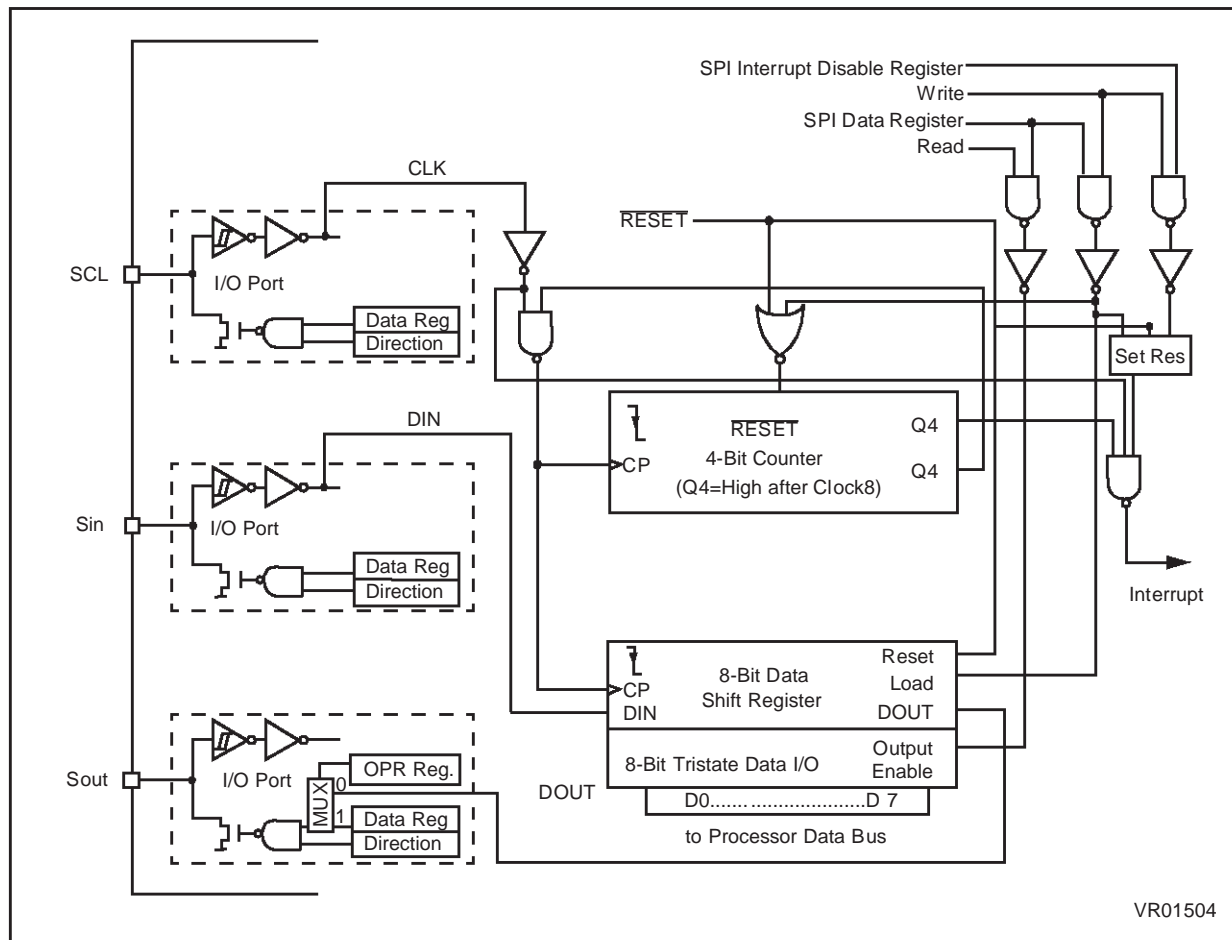 SPI Interrupt Disable Register
Write
SPI Data Register
Read
CLK
RESET
SCL
I/O Port
Data Reg
Direction
Set Res
DIN
RESET
Q4
4-Bit Counter
CP
Q4
(Q4=High after Clock8)
Sin
I/O Port
Data Reg
Direction
Interrupt
Reset
8-Bit Data
Load
CP
Shift Register
DIN
DOUT
Sout
I/O Port
OPR Reg.
MUX
0
1
Data Reg
Direction
Output
Enable
8-Bit Tristate Data I/O
DOUT
D0....... ......................D 7
to Processor Data Bus
VR01504